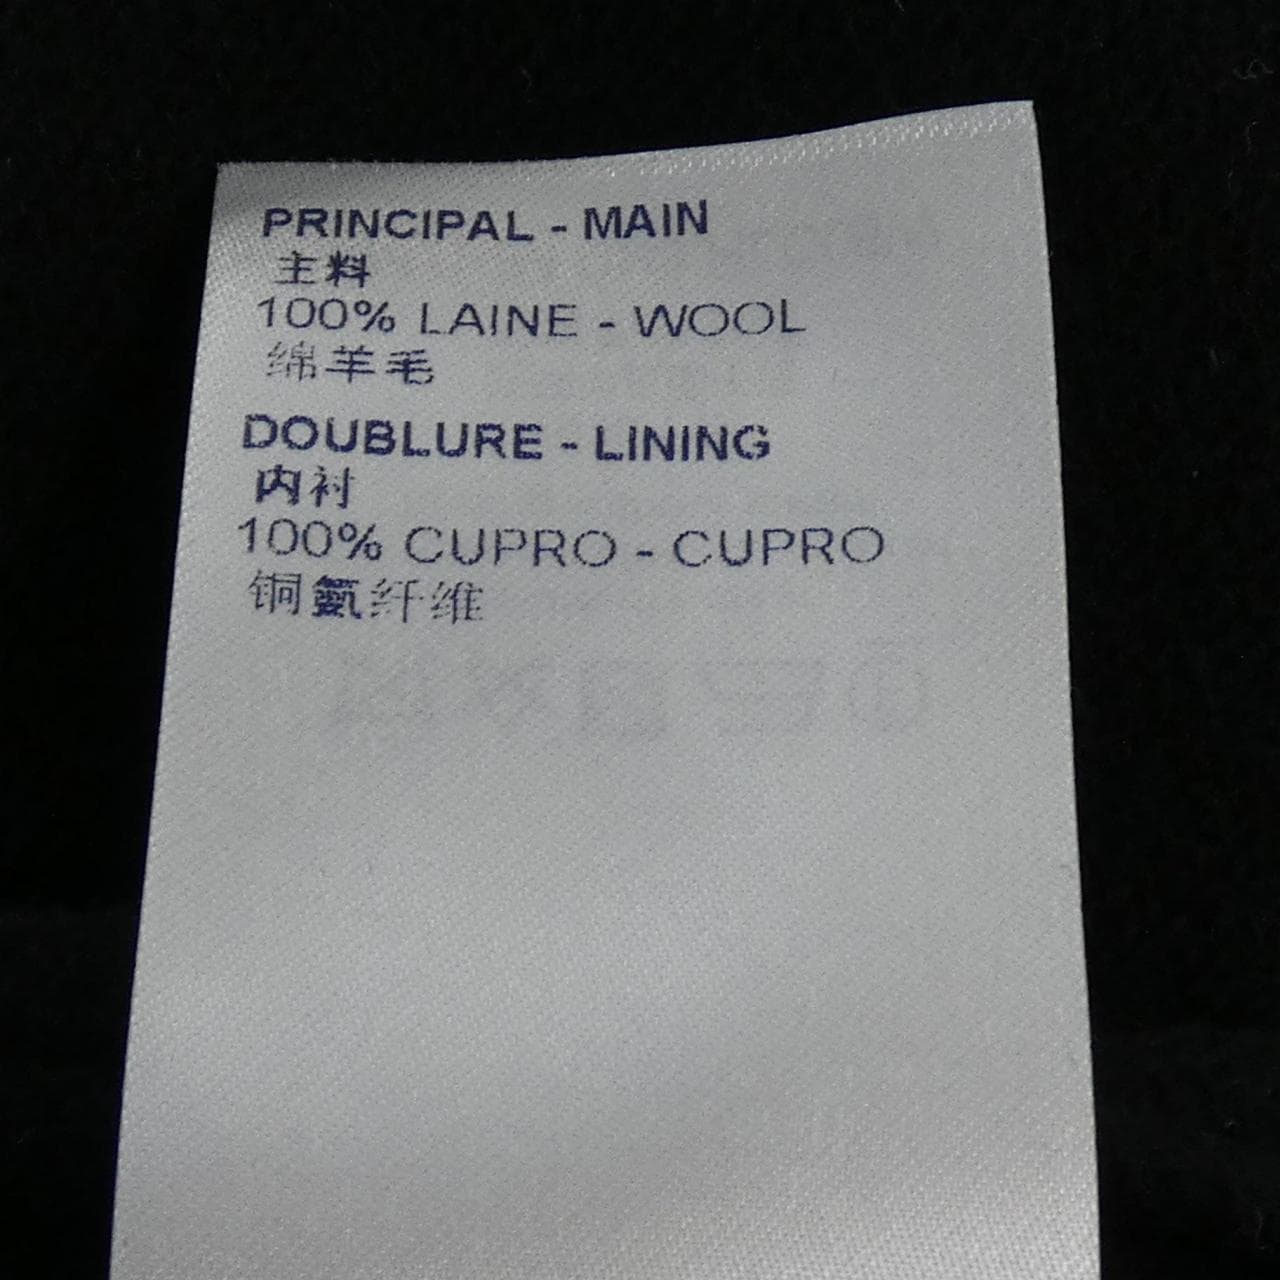 PRINCIPAL - MAIN
主料
100% LAINE - WOOL
绵羊毛
DOUBLURE - LINING
内衬
100% CUPRO - CUPRO
铜氨纤维